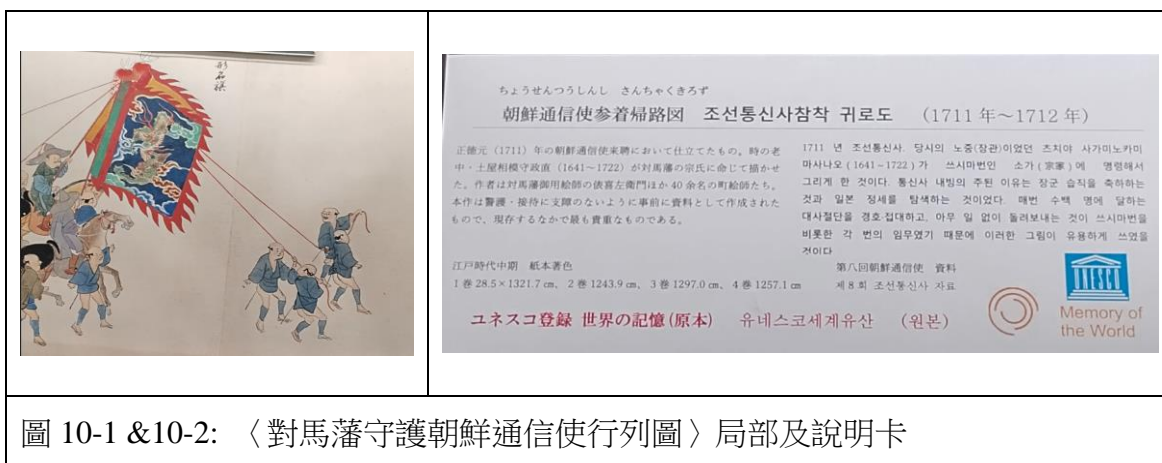 形名旗
ちょうせんつうしんし さんちゃくきろず
朝鮮通信使参着帰路図 조선통신사참착 귀로도 (1711年~1712年)
正徳元(1711)年の朝鮮通信使来聘において仕立てたもの。時の老
中・土屋相模守政直(1641~1722)が対馬藩の宗氏に命じて描かせ
た。作者は対馬藩御用絵師の俵喜左衛門ほか40余名の町絵師たち。
本作は警護・接待に支障のないように事前に資料として作成された
もので、現存するなかで最も貴重なものである。
1711 년 조선통신사. 당시의 노중(장관)이었던 츠치야 사가미노카미
마사나오(1641-1722)가 쓰시마번인 소가(宗家)에 명령해서
그리게 한 것이다. 통신사 내빙의 주된 이유는 장군 습직을 축하하는
것과 일본 정세를 탐색하는 것이었다. 매번 수백 명에 달하는
대사절단을 경호·접대하고, 아무 일 없이 돌려보내는 것이 쓰시마번을
비롯한 각 번의 임무였기 때문에 이러한 그림이 유용하게 쓰였을
것이다
江戸時代中期 紙本著色
1巻 28.5×1321.7㎝、2巻 1243.9㎝、3巻 1297.0㎝、4巻 1257.1㎝
第八回朝鮮通信使 資料
제8회 조선통신사 자료
ユネスコ登録 世界の記憶(原本) 유네스코세계유산 (원본)
UNESCO
Memory of
the World
圖 10-1 &10-2: 〈對馬藩守護朝鮮通信使行列圖〉局部及說明卡